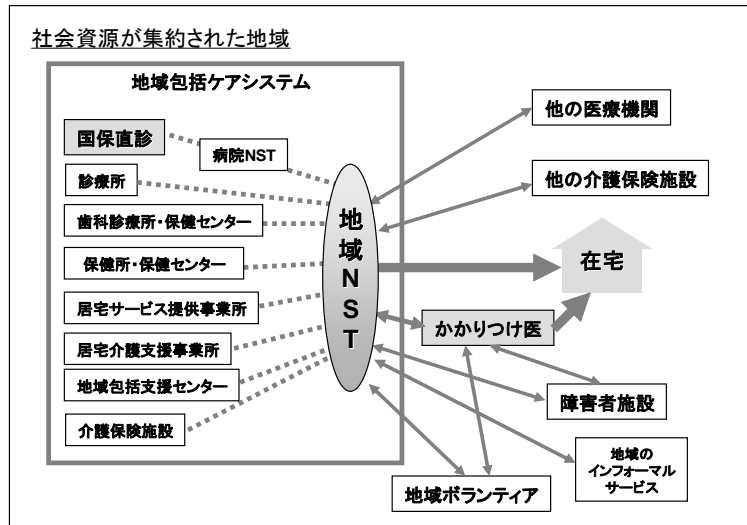 社会資源が集約された地域
地域包括ケアシステム
国保直診
病院NST
診療所
歯科診療所・保健センター
保健所・保健センター
居宅サービス提供事業所
居宅介護支援事業所
地域包括支援センター
介護保険施設
地域NST
他の医療機関
他の介護保険施設
在宅
かかりつけ医
障害者施設
地域の
インフォーマル
サービス
地域ボランティア